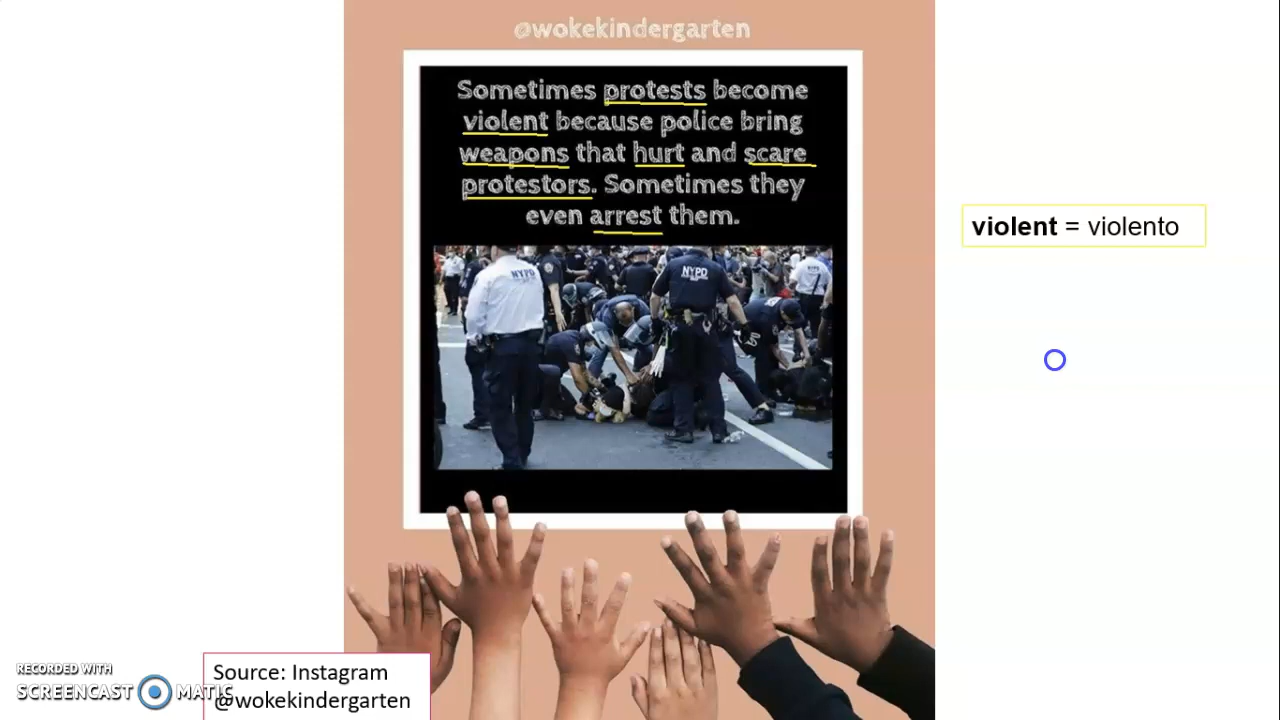 @wokekindergarten
Sometimes protests become
violent because police bring
weapons that hurt and scare
protestors. Sometimes they
even arrest them.
violent = violento
NYPD
NYPD
RECORDED WITH
SCREENCAST MATIC
Source: Instagram
@wokekindergarten